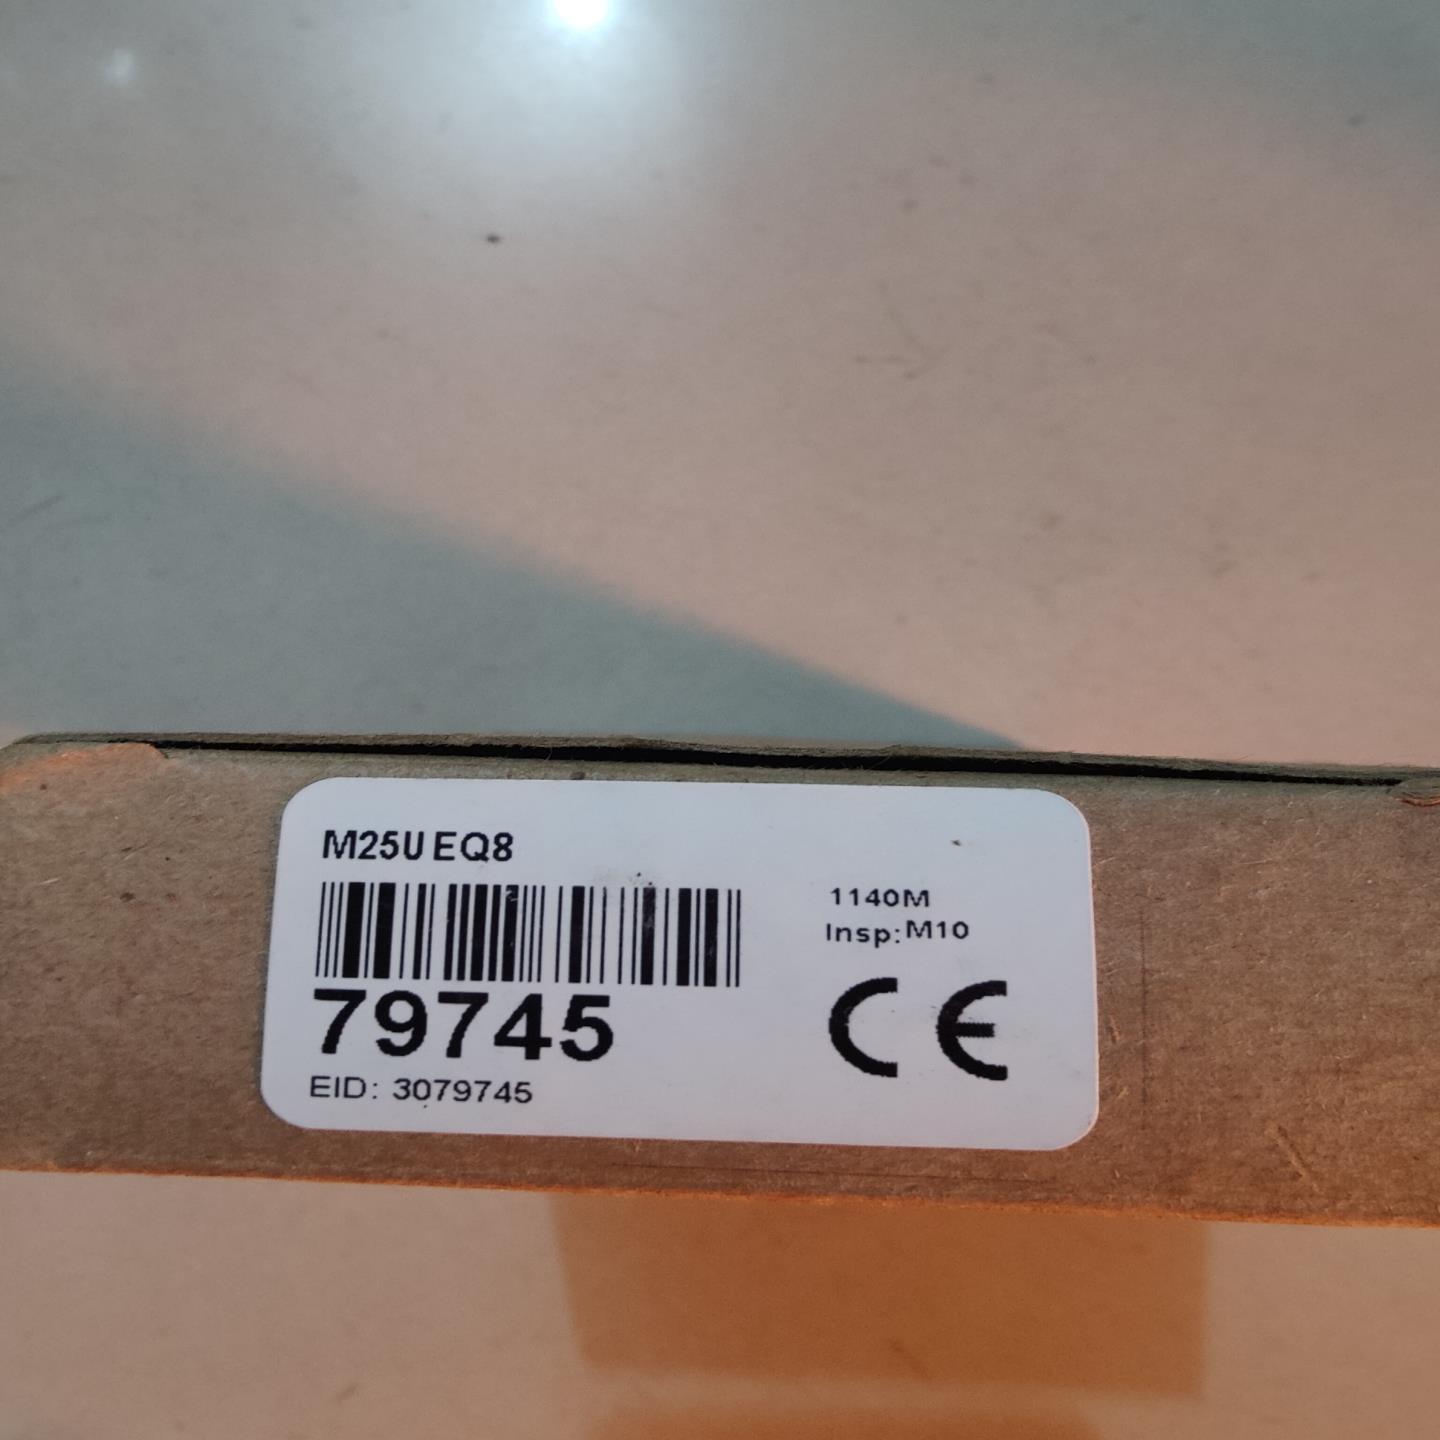 M25U EQ8
1140M
Insp:M10
79745
CE
EID: 3079745